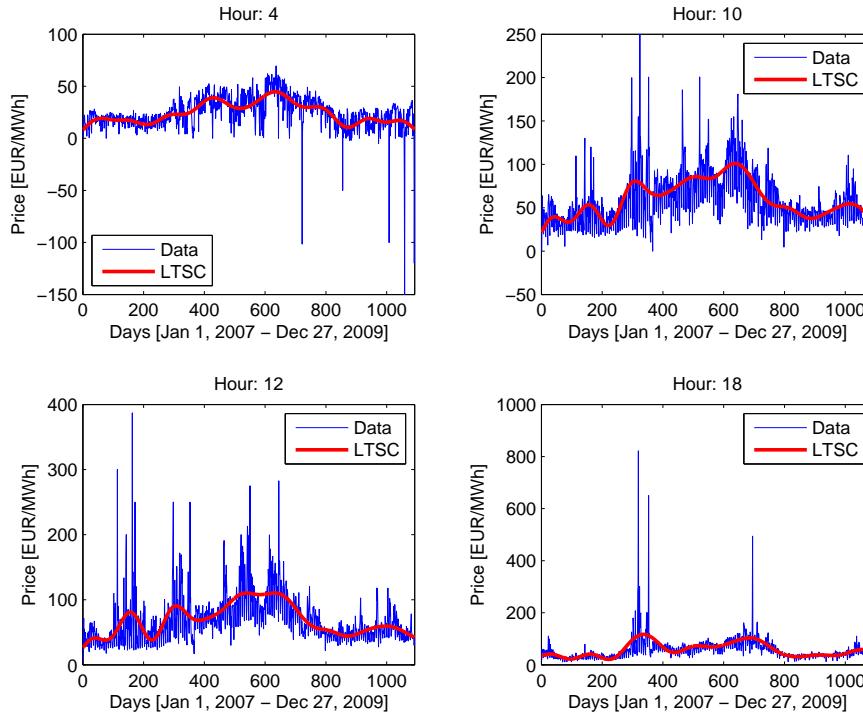 Hour: 4
100
50
0
−50
−100
−150
Price [EUR/MWh]
Data
LTSC
0 200 400 600 800 1000
Days [Jan 1, 2007 − Dec 27, 2009]
Hour: 10
250
200
150
100
50
0
−50
Price [EUR/MWh]
Data
LTSC
0 200 400 600 800 1000
Days [Jan 1, 2007 − Dec 27, 2009]
Hour: 12
400
300
200
100
0
Price [EUR/MWh]
Data
LTSC
0 200 400 600 800 1000
Days [Jan 1, 2007 − Dec 27, 2009]
Hour: 18
1000
800
600
400
200
0
Price [EUR/MWh]
Data
LTSC
0 200 400 600 800 1000
Days [Jan 1, 2007 − Dec 27, 2009]